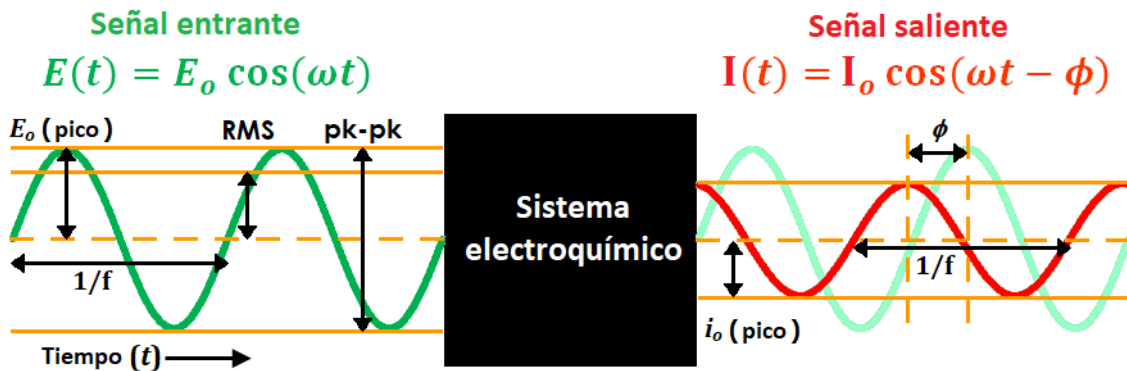 Señal entrante
E(t) = E_o cos(ωt)
E_o (pico)
RMS
pk-pk
1/f
Tiempo (t)
Sistema
electroquímico
Señal saliente
I(t) = I_o cos(ωt − ϕ)
ϕ
1/f
i_o (pico)